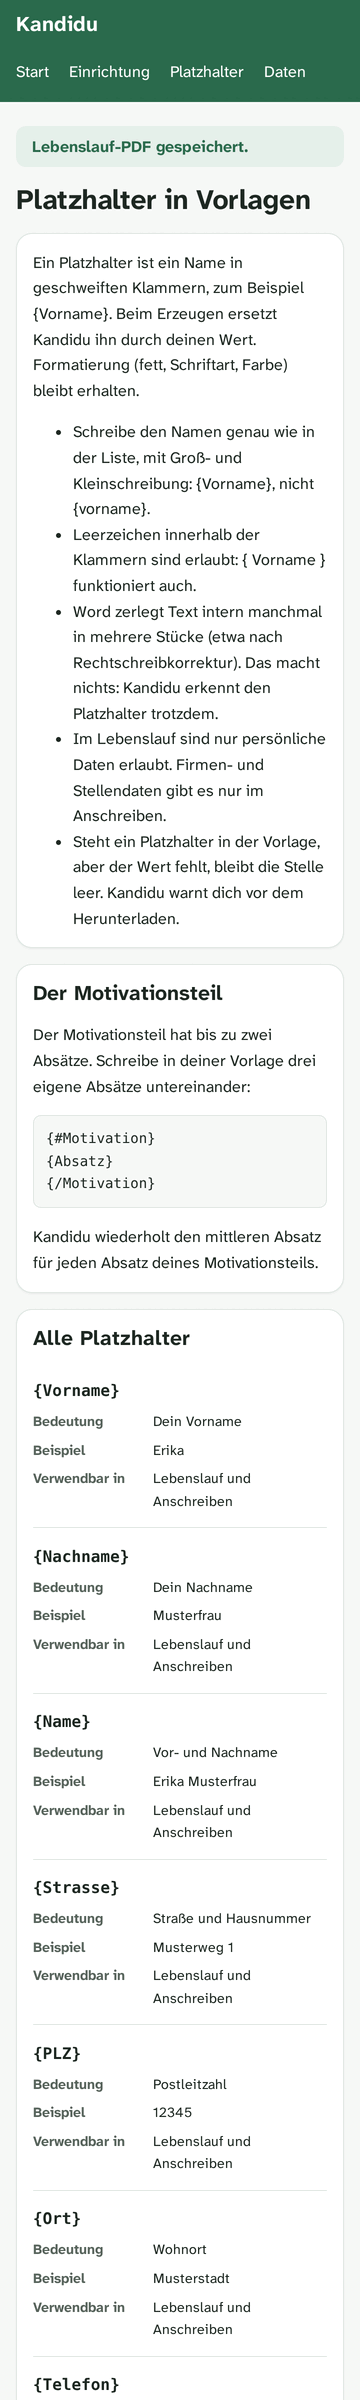 Kandidu
Start Einrichtung Platzhalter Daten
Lebenslauf-PDF gespeichert.
Platzhalter in Vorlagen
Ein Platzhalter ist ein Name in
geschweiften Klammern, zum Beispiel
{Vorname}. Beim Erzeugen ersetzt
Kandidu ihn durch deinen Wert.
Formatierung (fett, Schriftart, Farbe)
bleibt erhalten.
• Schreibe den Namen genau wie in
der Liste, mit Groß- und
Kleinschreibung: {Vorname}, nicht
{vorname}.
• Leerzeichen innerhalb der
Klammern sind erlaubt: { Vorname }
funktioniert auch.
• Word zerlegt Text intern manchmal
in mehrere Stücke (etwa nach
Rechtschreibkorrektur). Das macht
nichts: Kandidu erkennt den
Platzhalter trotzdem.
• Im Lebenslauf sind nur persönliche
Daten erlaubt. Firmen- und
Stellendaten gibt es nur im
Anschreiben.
• Steht ein Platzhalter in der Vorlage,
aber der Wert fehlt, bleibt die Stelle
leer. Kandidu warnt dich vor dem
Herunterladen.
Der Motivationsteil
Der Motivationsteil hat bis zu zwei
Absätze. Schreibe in deiner Vorlage drei
eigene Absätze untereinander:
{#Motivation}
{Absatz}
{/Motivation}
Kandidu wiederholt den mittleren Absatz
für jeden Absatz deines Motivationsteils.
Alle Platzhalter
{Vorname}
Bedeutung Dein Vorname
Beispiel Erika
Verwendbar in Lebenslauf und
Anschreiben
{Nachname}
Bedeutung Dein Nachname
Beispiel Musterfrau
Verwendbar in Lebenslauf und
Anschreiben
{Name}
Bedeutung Vor- und Nachname
Beispiel Erika Musterfrau
Verwendbar in Lebenslauf und
Anschreiben
{Strasse}
Bedeutung Straße und Hausnummer
Beispiel Musterweg 1
Verwendbar in Lebenslauf und
Anschreiben
{PLZ}
Bedeutung Postleitzahl
Beispiel 12345
Verwendbar in Lebenslauf und
Anschreiben
{Ort}
Bedeutung Wohnort
Beispiel Musterstadt
Verwendbar in Lebenslauf und
Anschreiben
{Telefon}